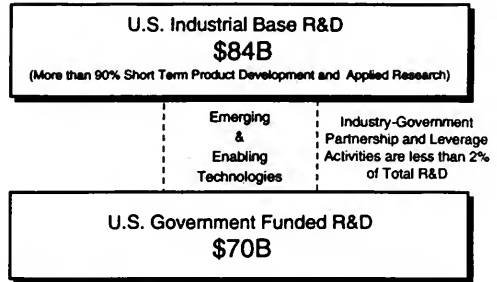 U.S. Industrial Base R&D
$84B
(More than 90% Short Term Product Development and Applied Research)
Emerging
&
Enabling
Technologies
Industry-Government
Partnership and Leverage
Activities are less than 2%
of Total R&D
U.S. Government Funded R&D
$70B